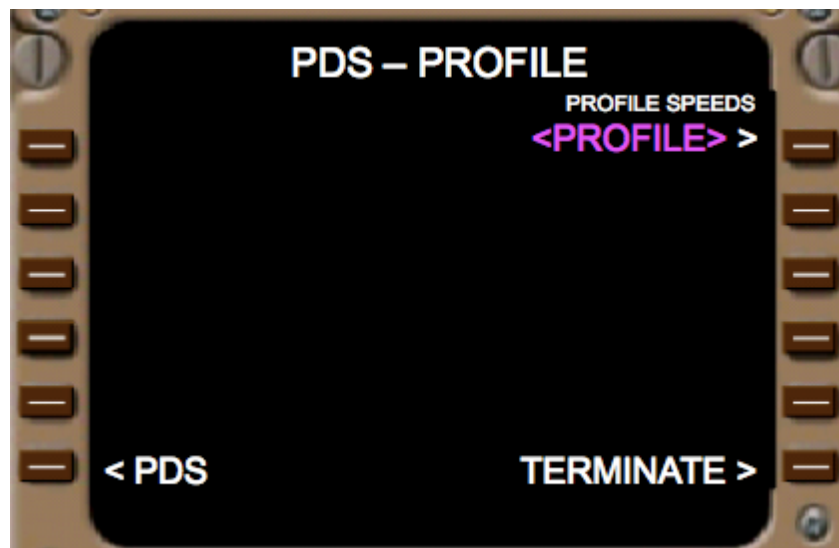 PDS – PROFILE
PROFILE SPEEDS
<PROFILE> >
< PDS
TERMINATE >